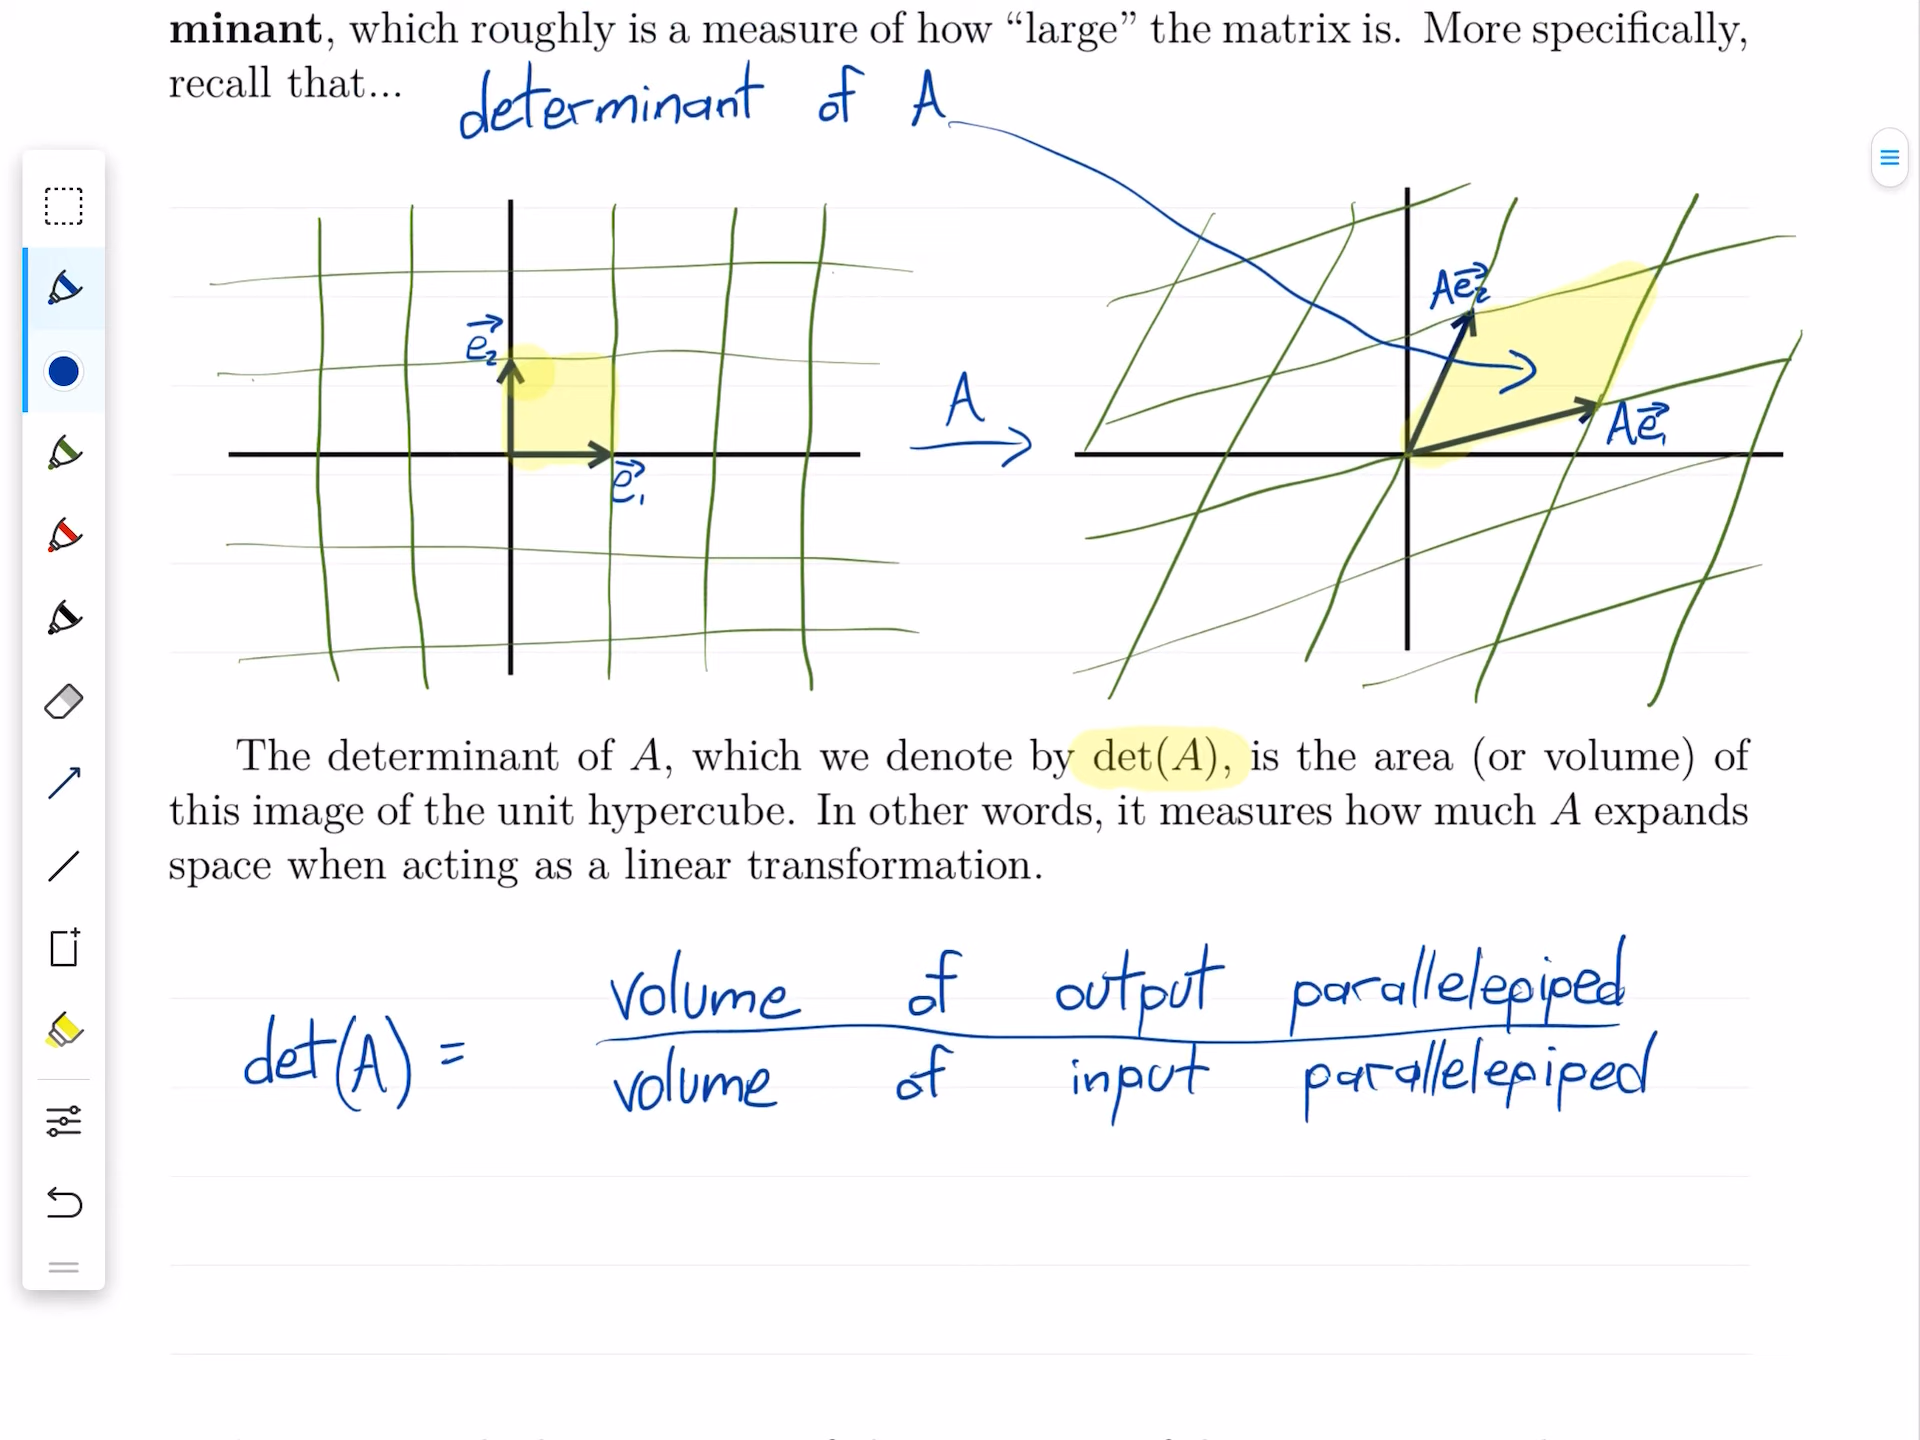 minant, which roughly is a measure of how “large” the matrix is. More specifically,
recall that...
determinant of A
e₂
e₁
A
Ae₂
Ae₁
The determinant of A, which we denote by det(A), is the area (or volume) of
this image of the unit hypercube. In other words, it measures how much A expands
space when acting as a linear transformation.
det(A) = volume of output parallelepiped
volume of input parallelepiped